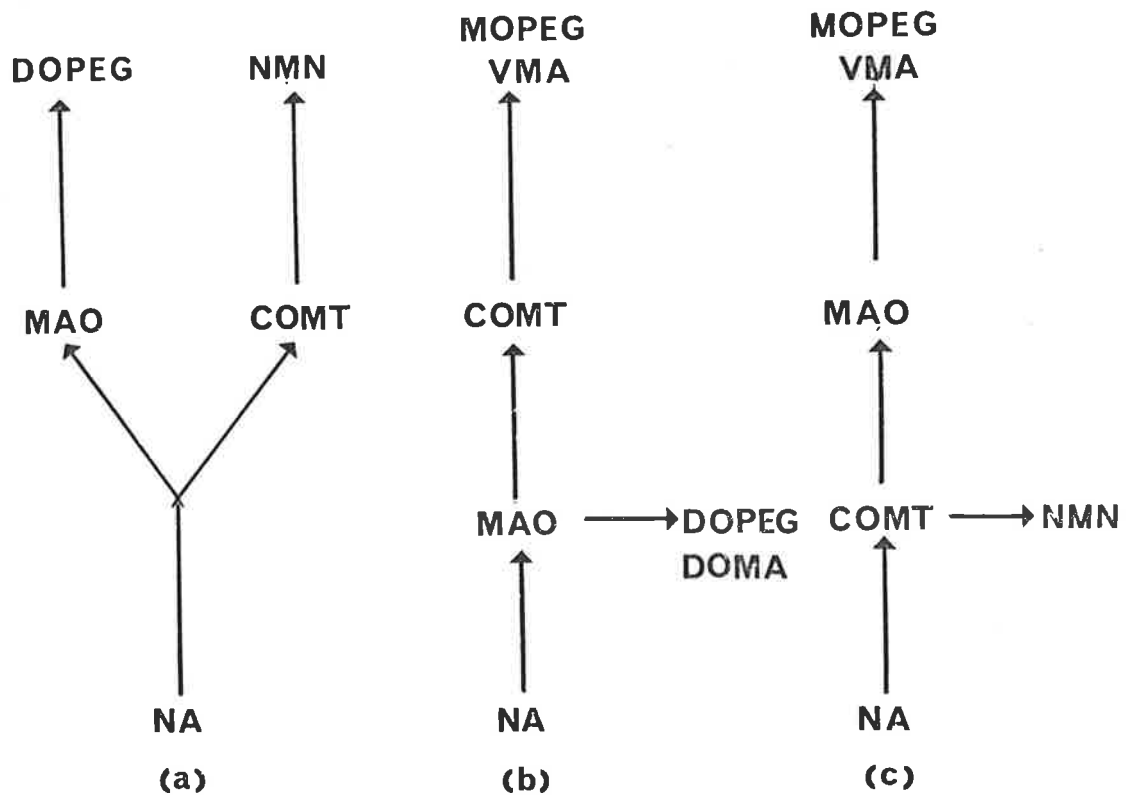 DOPEG
NMN
MAO
COMT
NA
(a)
MOPEG
VMA
COMT
MAO
DOPEG
DOMA
NA
(b)
MOPEG
VMA
MAO
COMT
NMN
NA
(c)